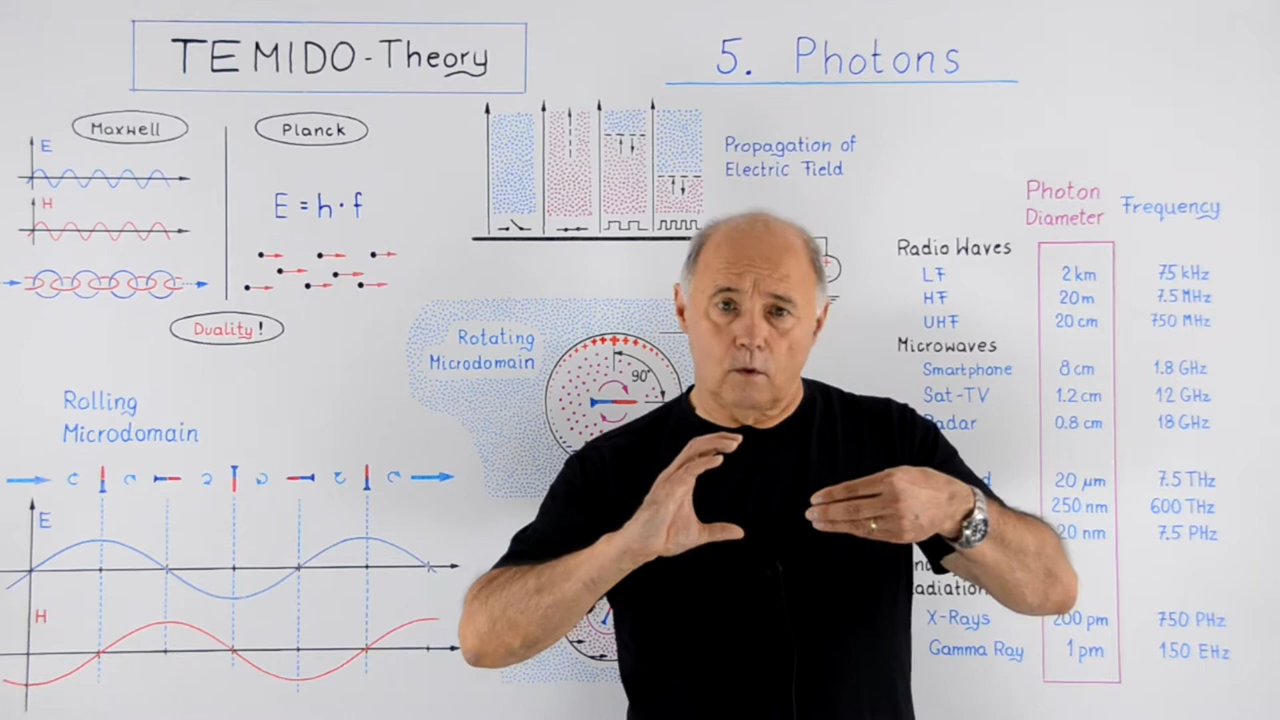 TEMIDO-Theory
5. Photons
Maxwell
Planck
E
H
E = h · f
Duality!
Propagation of
Electric Field
Rotating
Microdomain
90°
Rolling
Microdomain
E
H
Photon
Diameter
Frequency
Radio Waves
LF 2 km 75 kHz
HF 20 m 7.5 MHz
UHF 20 cm 750 MHz
Microwaves
Smartphone 8 cm 1.8 GHz
Sat-TV 1.2 cm 12 GHz
Radar 0.8 cm 18 GHz
20 μm 7.5 THz
250 nm 600 THz
20 nm 7.5 PHz
X-Rays 200 pm 750 PHz
Gamma Ray 1 pm 150 EHz